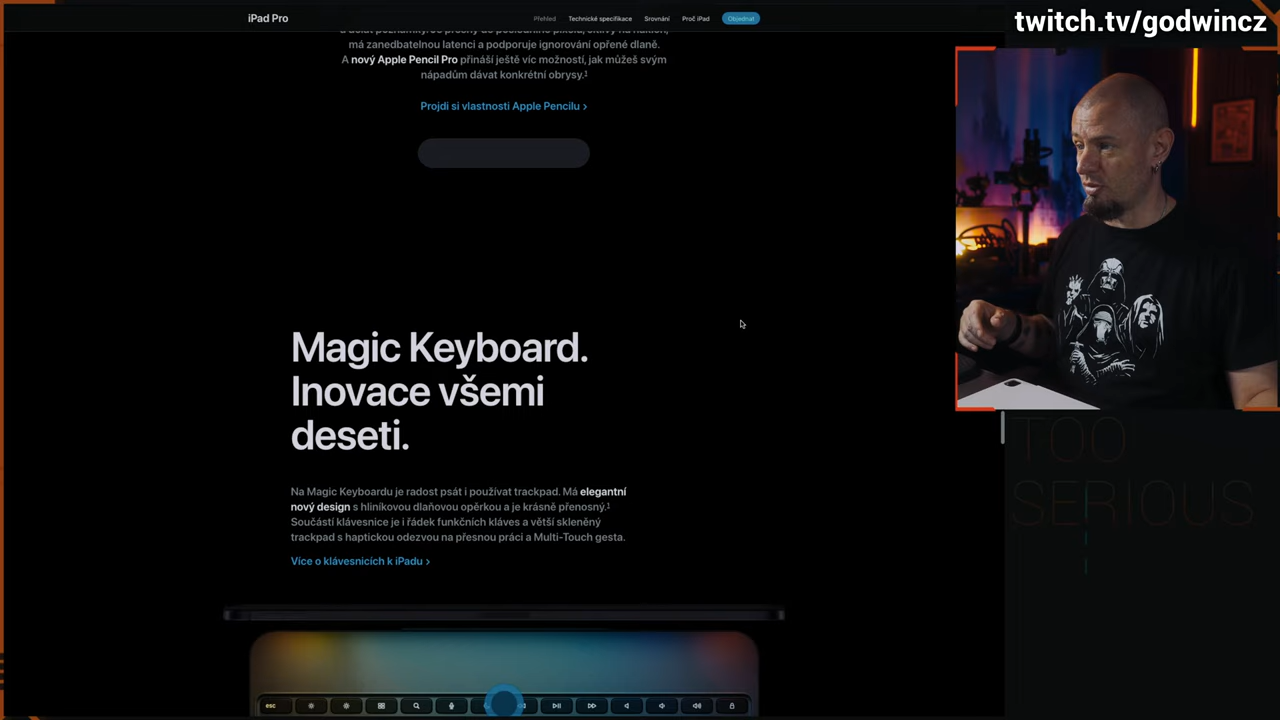 iPad Pro
Přehled Technické specifikace Srovnání Proč iPad Objednat
twitch.tv/godwincz
má zanedbatelnou latenci a podporuje ignorování opřené dlaně.
A nový Apple Pencil Pro přináší ještě víc možností, jak můžeš svým
nápadům dávat konkrétní obrysy.1
Projdi si vlastnosti Apple Pencilu >
Magic Keyboard.
Inovace všemi
deseti.
Na Magic Keyboardu je radost psát i používat trackpad. Má elegantní
nový design s hliníkovou dlaňovou opěrkou a je krásně přenosný.1
Součástí klávesnice je i řádek funkčních kláves a větší skleněný
trackpad s haptickou odezvou na přesnou práci a Multi-Touch gesta.
Více o klávesnicích k iPadu >
esc
TOO
SERIOUS